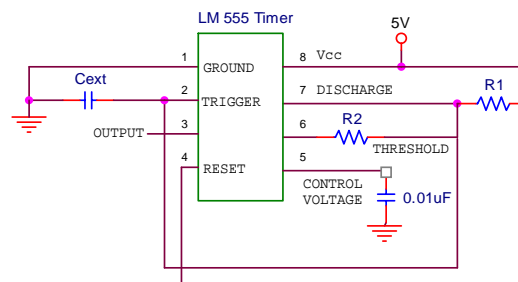 LM 555 Timer
5V
1
GROUND
8
Vcc
Cext
2
TRIGGER
7
DISCHARGE
R1
OUTPUT
3
6
R2
THRESHOLD
4
RESET
5
CONTROL
VOLTAGE
0.01uF